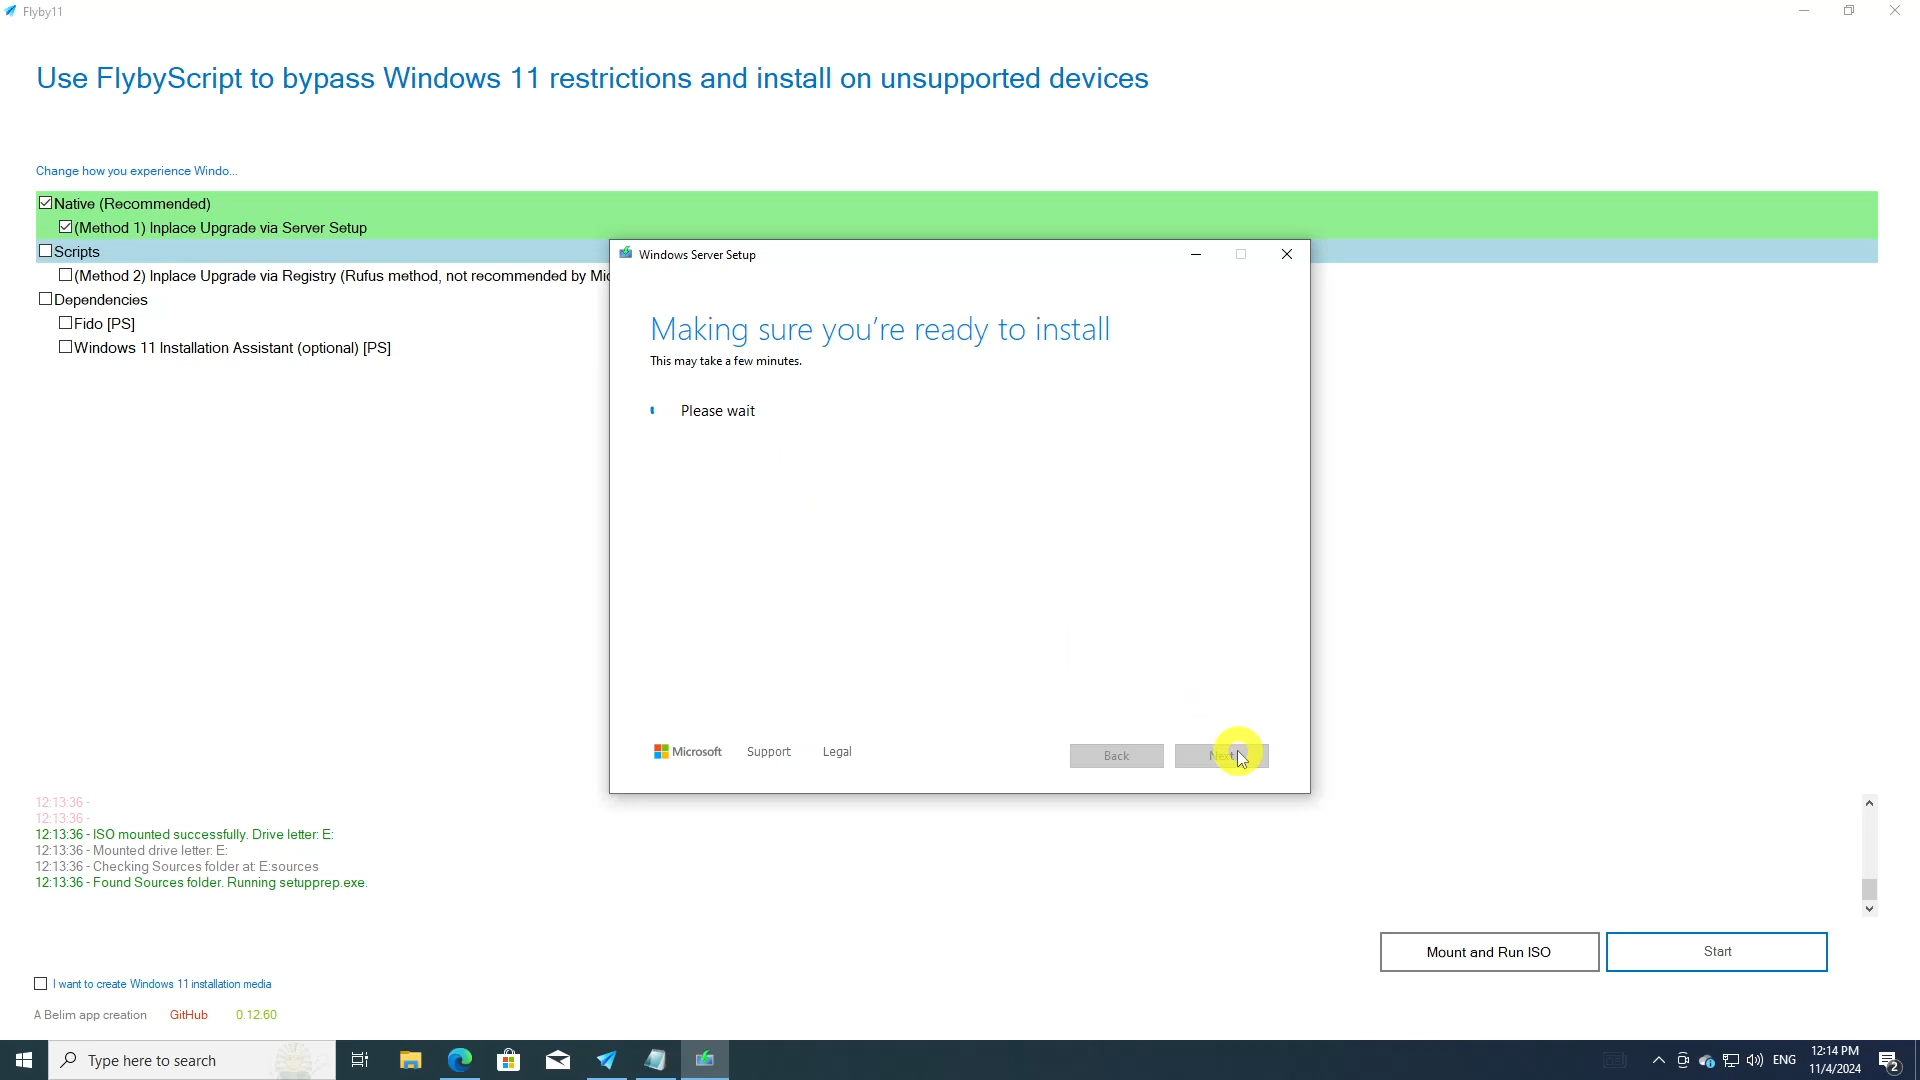 Flyby11
Use FlybyScript to bypass Windows 11 restrictions and install on unsupported devices
Change how you experience Windo...
Native (Recommended)
(Method 1) Inplace Upgrade via Server Setup
Scripts
(Method 2) Inplace Upgrade via Registry (Rufus method, not recommended by Mic
Dependencies
Fido [PS]
Windows 11 Installation Assistant (optional) [PS]
Windows Server Setup
Making sure you're ready to install
This may take a few minutes.
Please wait
Microsoft Support Legal
Back Next
12:13:36 -
12:13:36 -
12:13:36 - ISO mounted successfully. Drive letter: E:
12:13:36 - Mounted drive letter: E:
12:13:36 - Checking Sources folder at: E:sources
12:13:36 - Found Sources folder. Running setupprep.exe.
Mount and Run ISO Start
I want to create Windows 11 installation media
A Belim app creation GitHub 0.12.60
Type here to search
ENG
12:14 PM
11/4/2024
2